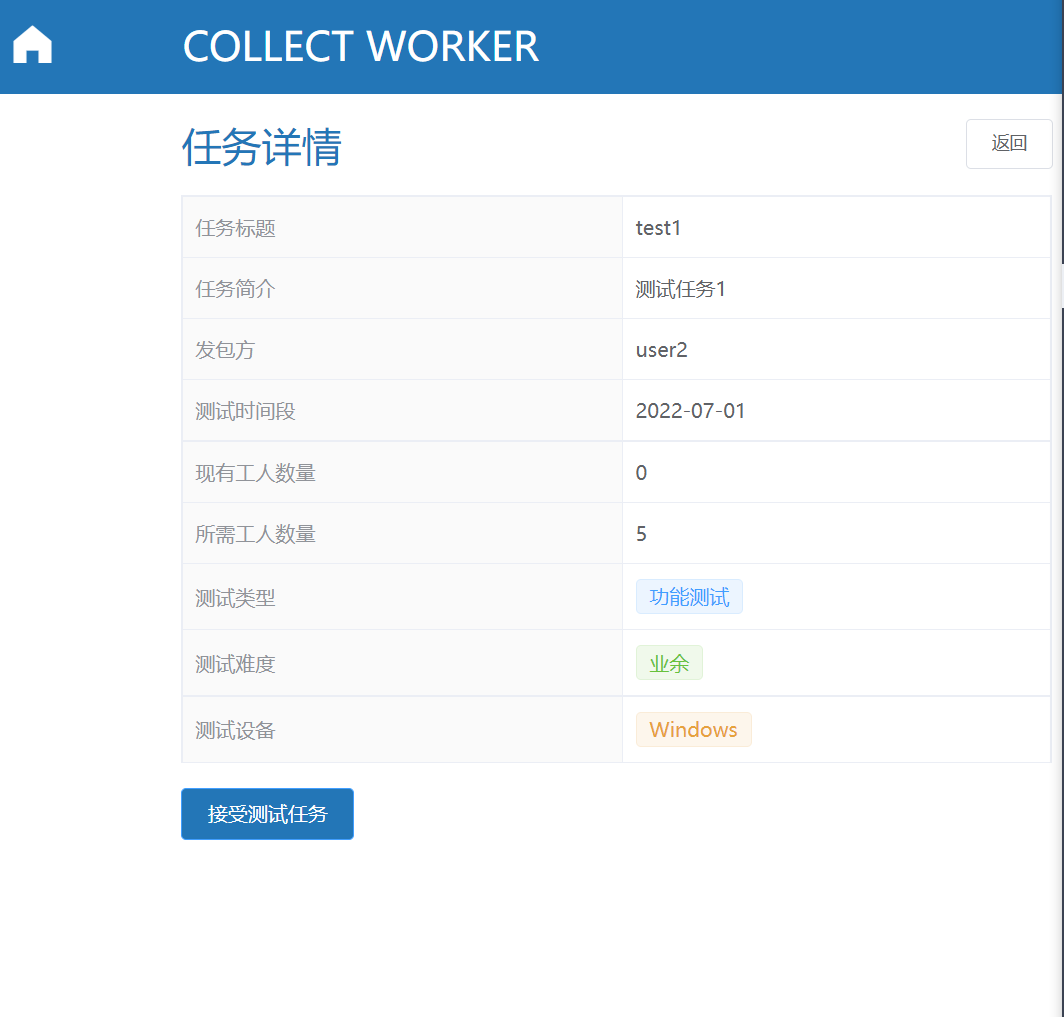 COLLECT WORKER
任务详情
返回
任务标题 test1
任务简介 测试任务1
发包方 user2
测试时间段 2022-07-01
现有工人数量 0
所需工人数量 5
测试类型 功能测试
测试难度 业余
测试设备 Windows
接受测试任务